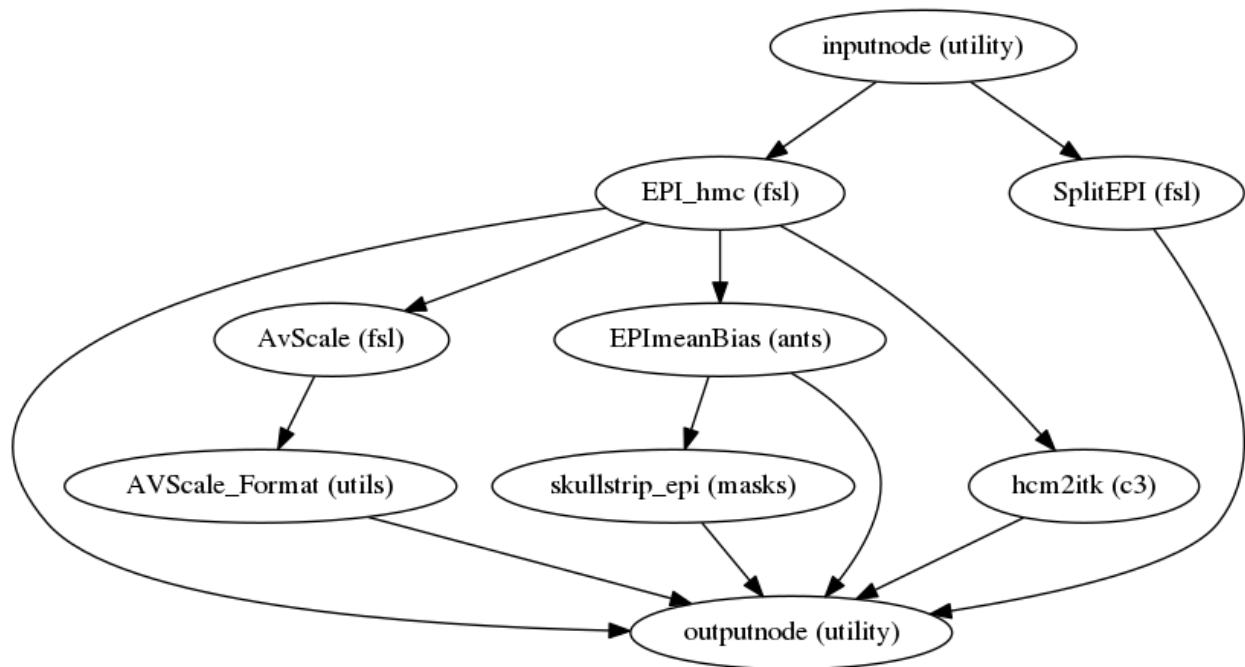 inputnode (utility)
EPI_hmc (fsl)
SplitEPI (fsl)
AvScale (fsl)
EPImeanBias (ants)
AVScale_Format (utils)
skullstrip_epi (masks)
hcm2itk (c3)
outputnode (utility)